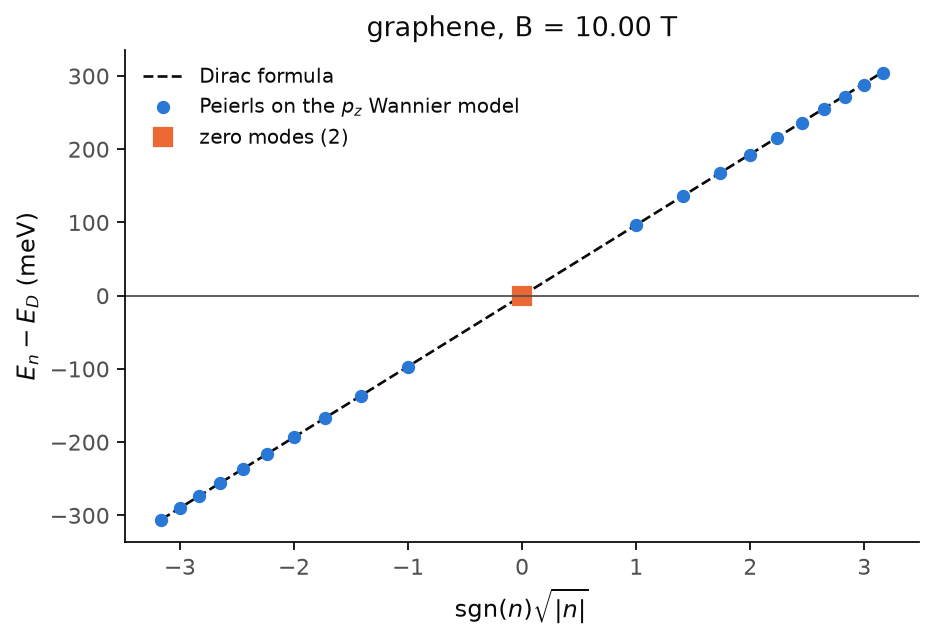 graphene, B = 10.00 T
Dirac formula
Peierls on the $p_z$ Wannier model
zero modes (2)
$E_n - E_D$ (meV)
300
200
100
0
−100
−200
−300
−3
−2
−1
0
1
2
3
sgn($n$)$\sqrt{|n|}$